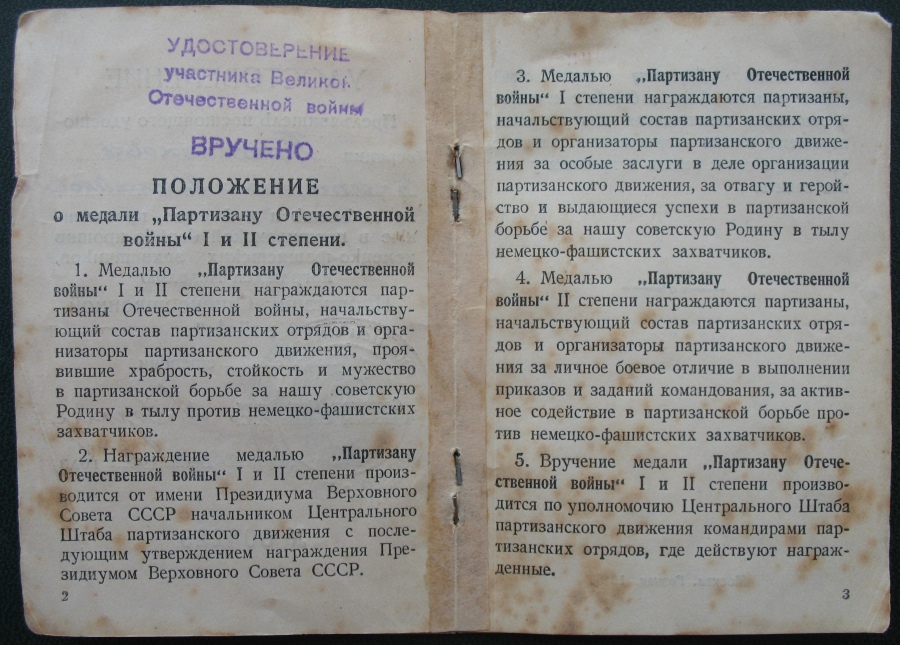 УДОСТОВЕРЕНИЕ
участника Великой
Отечественной войны
ВРУЧЕНО
ПОЛОЖЕНИЕ
о медали „Партизану Отечественной
войны“ I и II степени.
1. Медалью „Партизану Отечественной
войны“ I и II степени награждаются пар-
тизаны Отечественной войны, начальству-
ющий состав партизанских отрядов и орга-
низаторы партизанского движения, проя-
вившие храбрость, стойкость и мужество
в партизанской борьбе за нашу советскую
Родину в тылу против немецко-фашистских
захватчиков.
2. Награждение медалью „Партизану
Отечественной войны“ I и II степени произ-
водится от имени Президиума Верховного
Совета СССР начальником Центрального
Штаба партизанского движения с после-
дующим утверждением награждения Пре-
зидиумом Верховного Совета СССР.
2
3. Медалью „Партизану Отечественной
войны“ I степени награждаются партизаны,
начальствующий состав партизанских отря-
дов и организаторы партизанского движе-
ния за особые заслуги в деле организации
партизанского движения, за отвагу и герой-
ство и выдающиеся успехи в партизанской
борьбе за нашу советскую Родину в тылу
немецко-фашистских захватчиков.
4. Медалью „Партизану Отечественной
войны“ II степени награждаются партизаны,
начальствующий состав партизанских отря-
дов и организаторы партизанского движе-
ния за личное боевое отличие в выполнении
приказов и заданий командования, за актив-
ное содействие в партизанской борьбе про-
тив немецко-фашистских захватчиков.
5. Вручение медали „Партизану Отече-
ственной войны“ I и II степени произво-
дится по уполномочию Центрального Штаба
партизанского движения командирами пар-
тизанских отрядов, где действуют награж-
денные.
3